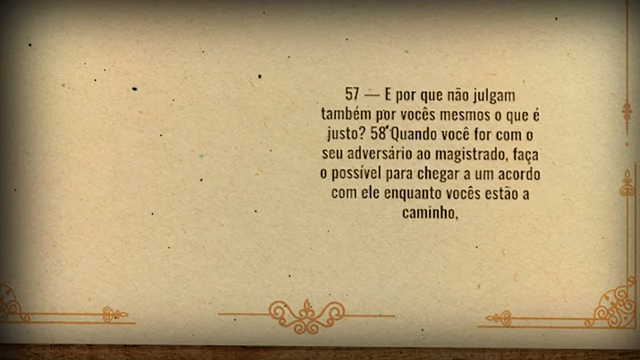 57 — E por que não julgam
também por vocês mesmos o que é
justo? 58 Quando você for com o
seu adversário ao magistrado, faça
o possível para chegar a um acordo
com ele enquanto vocês estão a
caminho,